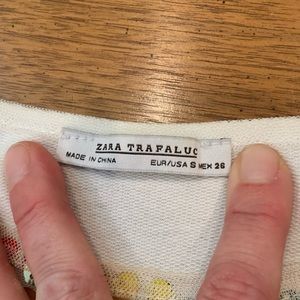 ZARA TRAFALUC
MADE IN CHINA EUR/USA S MEX 26